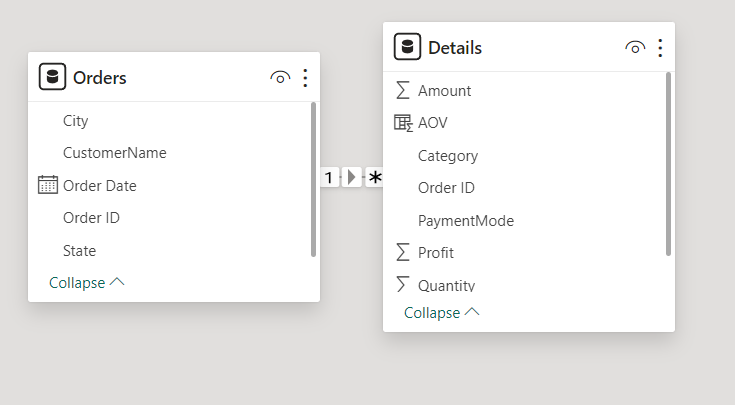 Orders
City
CustomerName
Order Date
Order ID
State
Collapse
1
*
Details
Amount
AOV
Category
Order ID
PaymentMode
Profit
Quantity
Collapse